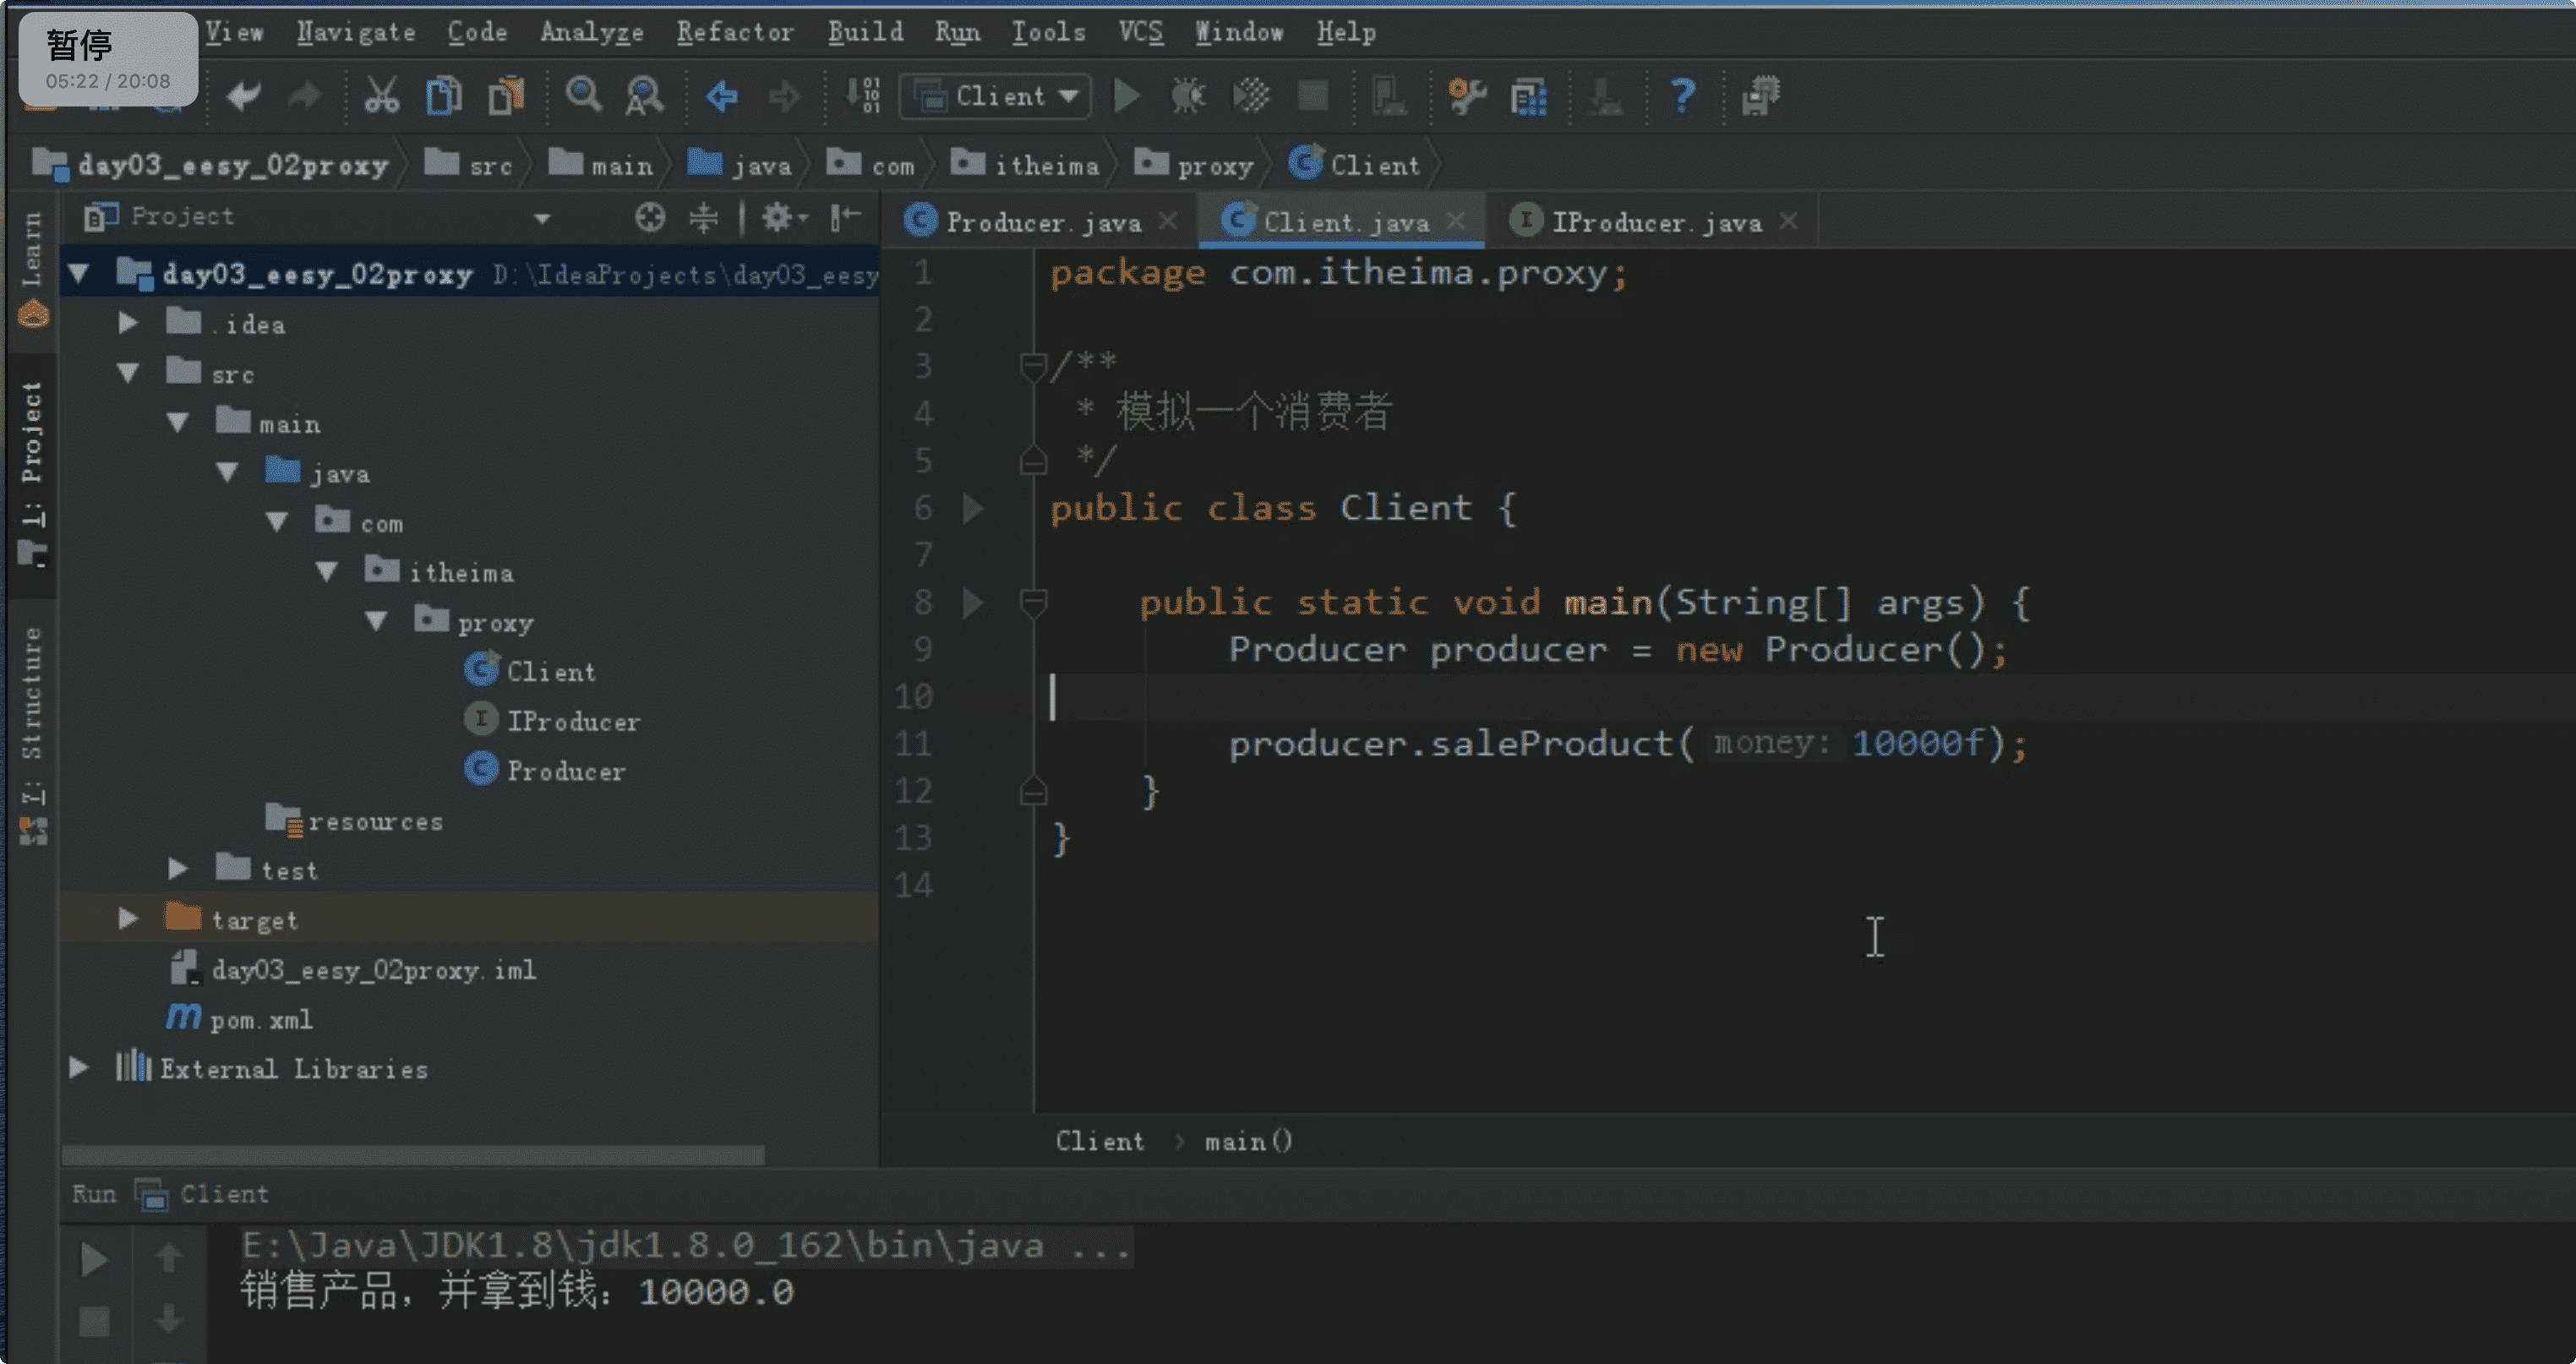 暂停
05:22 / 20:08
View Navigate Code Analyze Refactor Build Run Tools VCS Window Help
Client
day03_eesy_02proxy src main java com itheima proxy Client
Learn
1: Project
7: Structure
Project
day03_eesy_02proxy D:\IdeaProjects\day03_eesy
.idea
src
main
java
com
itheima
proxy
Client
IProducer
Producer
resources
test
target
day03_eesy_02proxy.iml
pom.xml
External Libraries
Producer.java Client.java IProducer.java
1 package com.itheima.proxy;
2
3 /**
4 * 模拟一个消费者
5 */
6 public class Client {
7
8 public static void main(String[] args) {
9 Producer producer = new Producer();
10
11 producer.saleProduct( money: 10000f);
12 }
13 }
14
Client › main()
Run Client
E:\Java\JDK1.8\jdk1.8.0_162\bin\java ...
销售产品，并拿到钱：10000.0